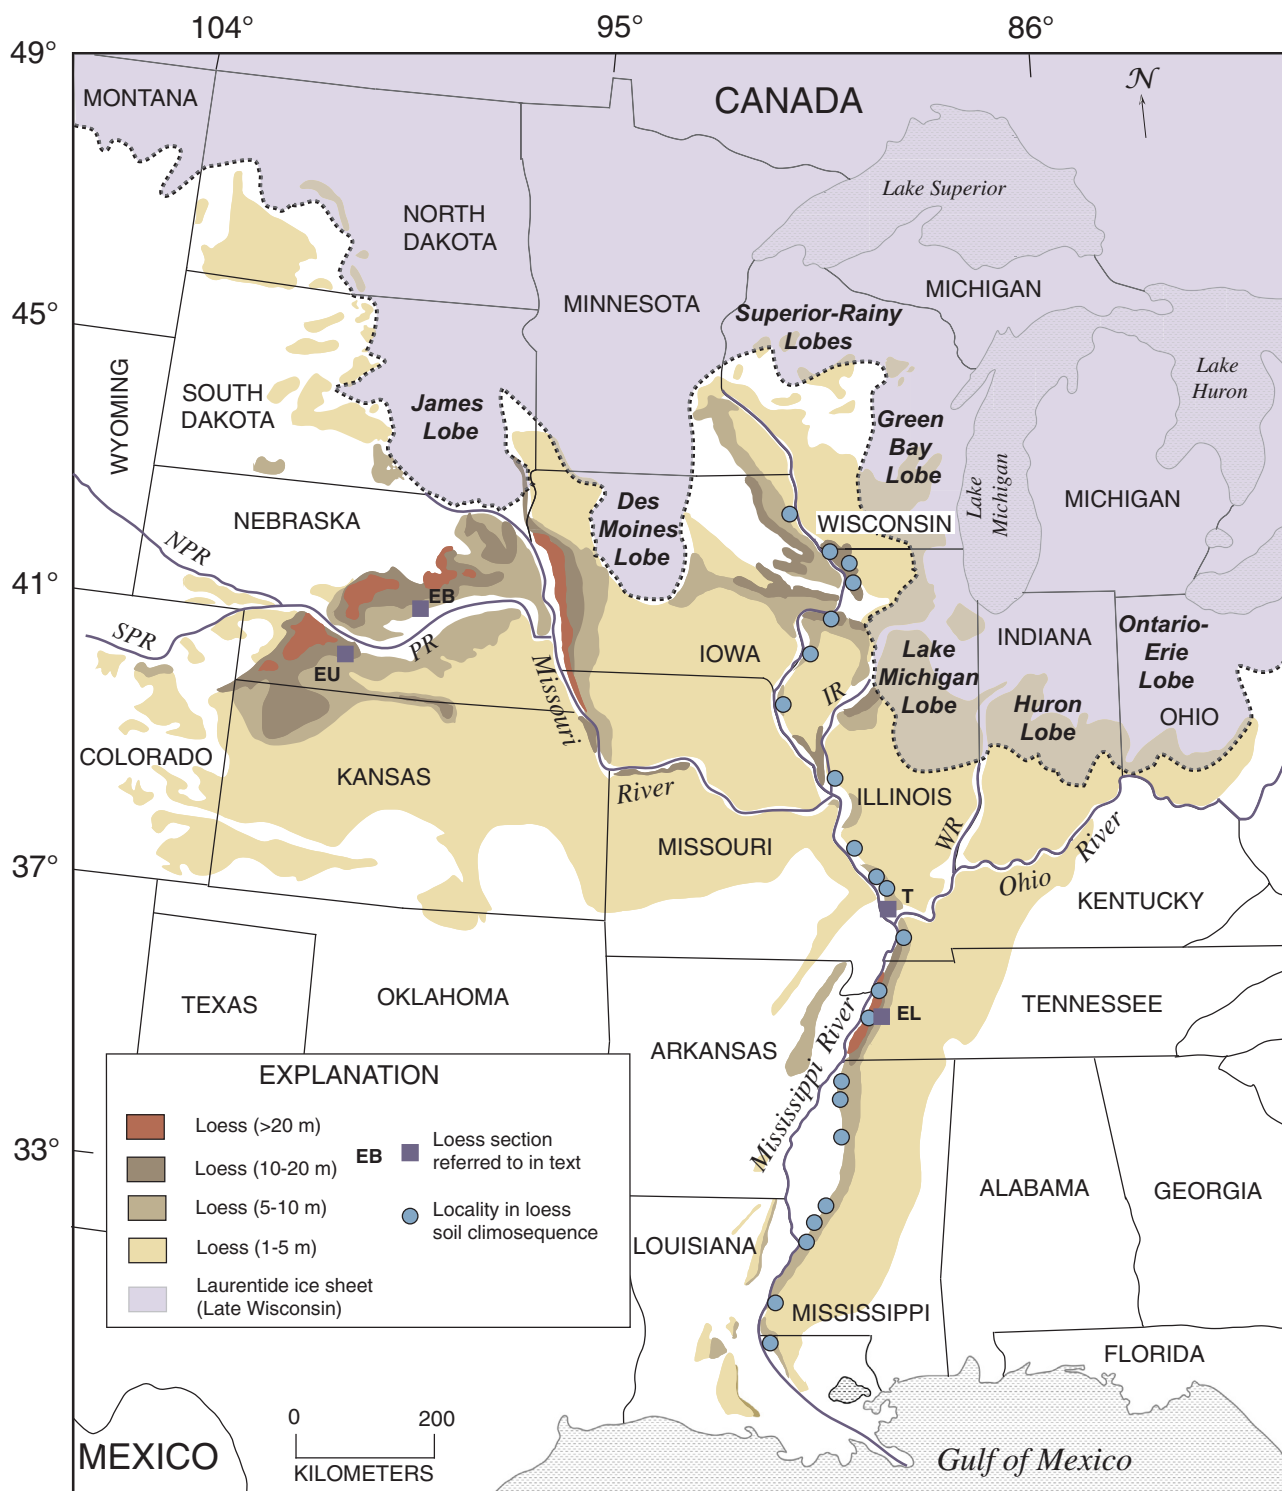 104°
95°
86°
49°
45°
41°
37°
33°
N
MONTANA
CANADA
Lake Superior
NORTH
DAKOTA
MINNESOTA
MICHIGAN
Superior-Rainy
Lobes
WYOMING
SOUTH
DAKOTA
James
Lobe
Green
Bay
Lobe
Lake
Huron
Lake
Michigan
MICHIGAN
NEBRASKA
Des
Moines
Lobe
WISCONSIN
NPR
EB
SPR
EU
PR
Missouri
River
IOWA
IR
Lake
Michigan
Lobe
INDIANA
Huron
Lobe
Ontario-
Erie
Lobe
OHIO
COLORADO
KANSAS
MISSOURI
ILLINOIS
WR
Ohio
River
KENTUCKY
T
TEXAS
OKLAHOMA
ARKANSAS
Mississippi River
EL
TENNESSEE
EXPLANATION
Loess (>20 m)
Loess (10-20 m)
Loess (5-10 m)
Loess (1-5 m)
Laurentide ice sheet
(Late Wisconsin)
EB
Loess section
referred to in text
Locality in loess
soil climosequence
LOUISIANA
MISSISSIPPI
ALABAMA
GEORGIA
FLORIDA
0
200
KILOMETERS
MEXICO
Gulf of Mexico